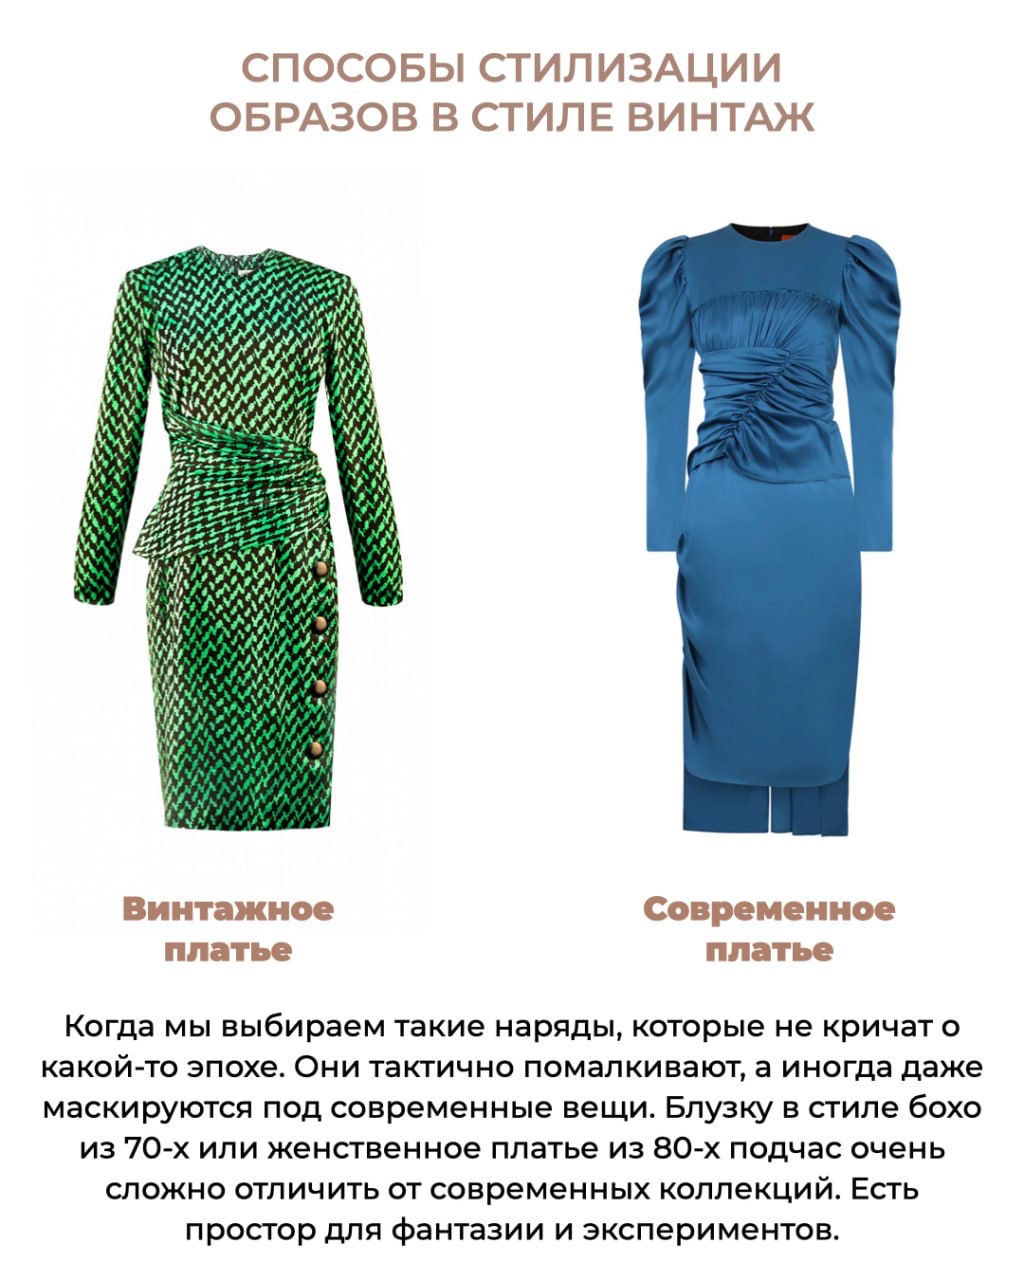 СПОСОБЫ СТИЛИЗАЦИИ
ОБРАЗОВ В СТИЛЕ ВИНТАЖ
Винтажное
платье
Современное
платье
Когда мы выбираем такие наряды, которые не кричат о
какой-то эпохе. Они тактично помалкивают, а иногда даже
маскируются под современные вещи. Блузку в стиле бохо
из 70-х или женственное платье из 80-х подчас очень
сложно отличить от современных коллекций. Есть
простор для фантазии и экспериментов.